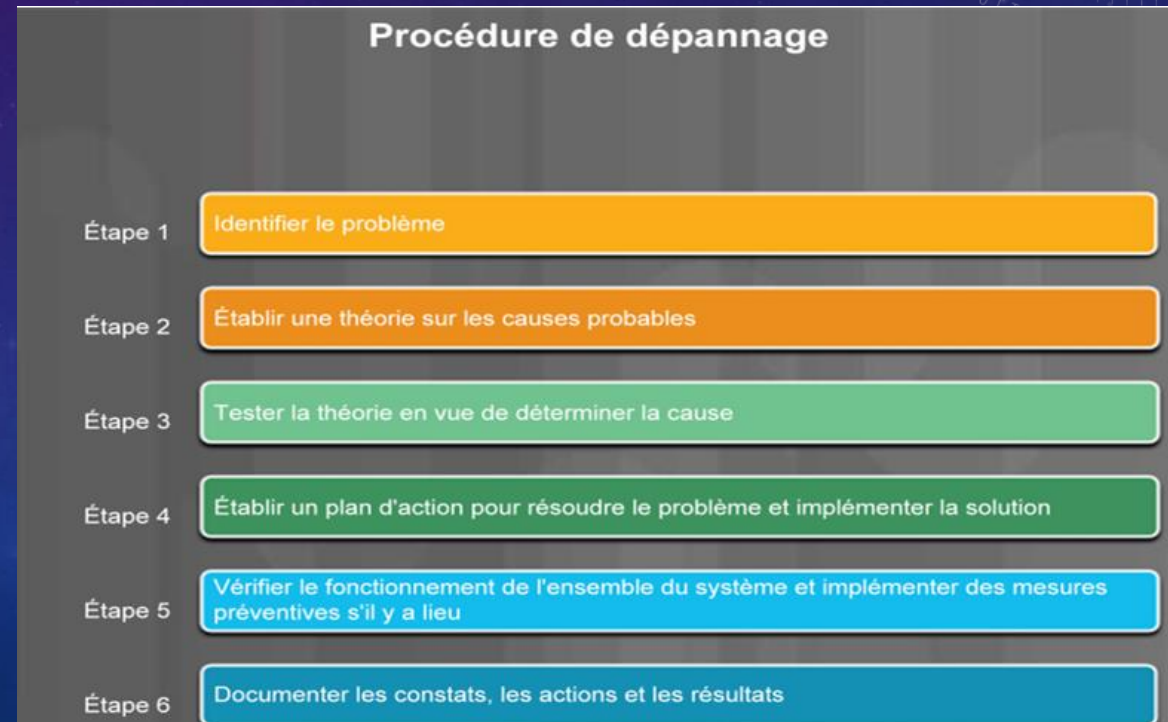 Procédure de dépannage
Étape 1
Identifier le problème
Étape 2
Établir une théorie sur les causes probables
Étape 3
Tester la théorie en vue de déterminer la cause
Étape 4
Établir un plan d'action pour résoudre le problème et implémenter la solution
Étape 5
Vérifier le fonctionnement de l'ensemble du système et implémenter des mesures
préventives s'il y a lieu
Étape 6
Documenter les constats, les actions et les résultats